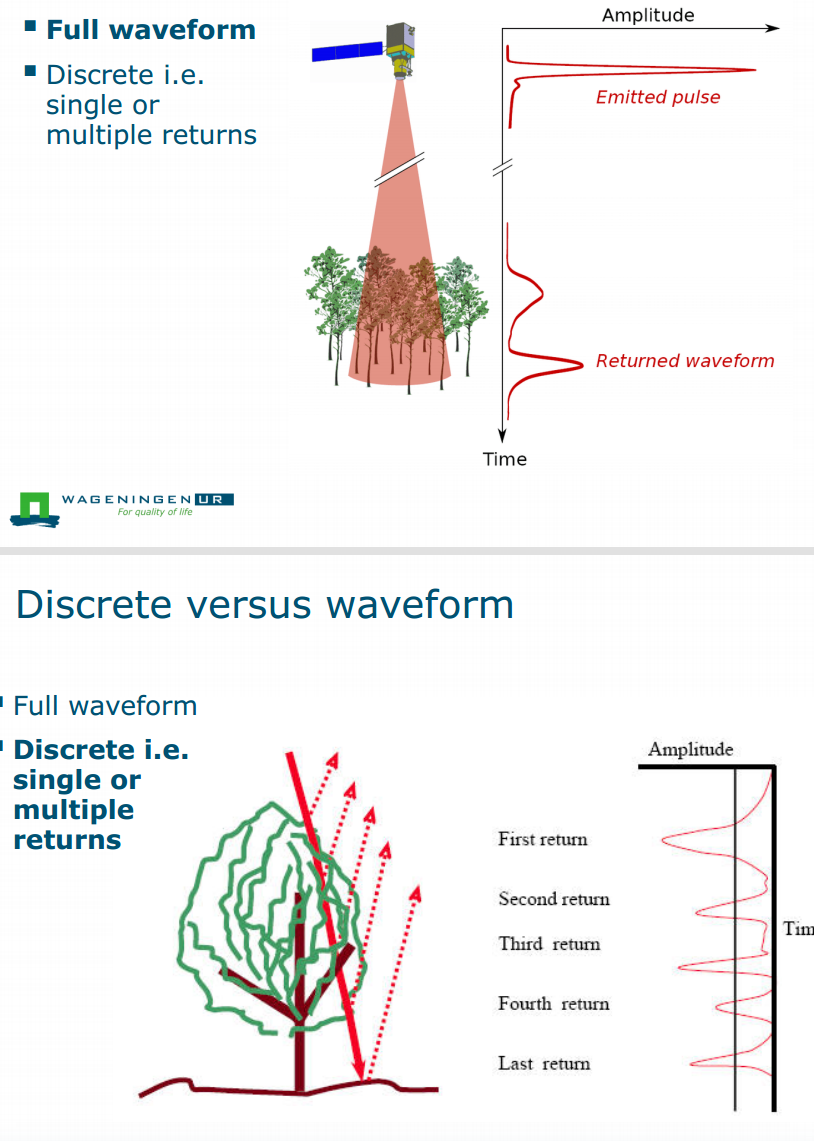 Full waveform
Discrete i.e.
single or
multiple returns
Amplitude
Emitted pulse
Returned waveform
Time
WAGENINGEN UR
For quality of life
Discrete versus waveform
Full waveform
Discrete i.e.
single or
multiple
returns
Amplitude
First return
Second return
Third return
Fourth return
Last return
Tim